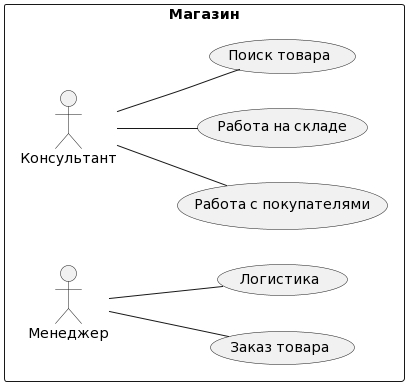 Магазин
Поиск товара
Работа на складе
Консультант
Работа с покупателями
Логистика
Менеджер
Заказ товара